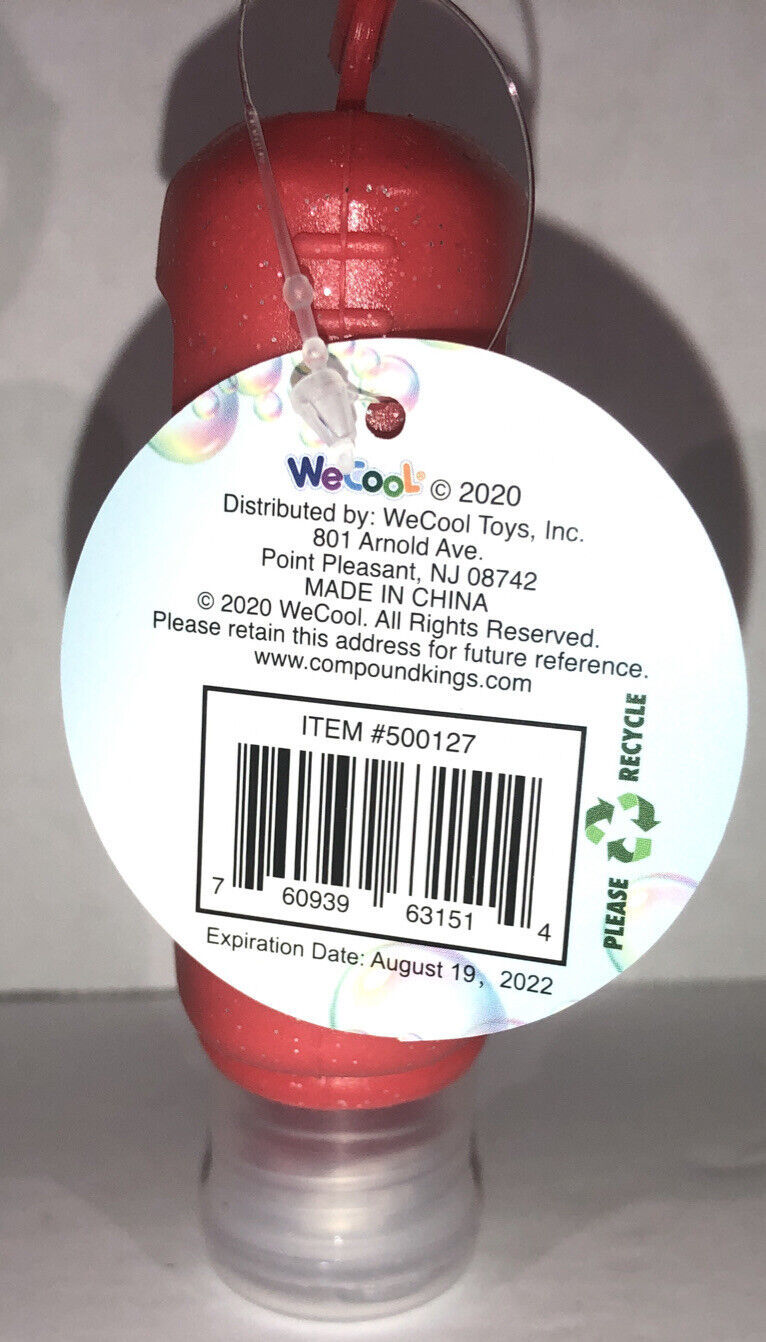 WeCool® © 2020
Distributed by: WeCool Toys, Inc.
801 Arnold Ave.
Point Pleasant, NJ 08742
MADE IN CHINA
© 2020 WeCool. All Rights Reserved.
Please retain this address for future reference.
www.compoundkings.com
ITEM #500127
7 60939 63151 4
Expiration Date: August 19, 2022
PLEASE RECYCLE